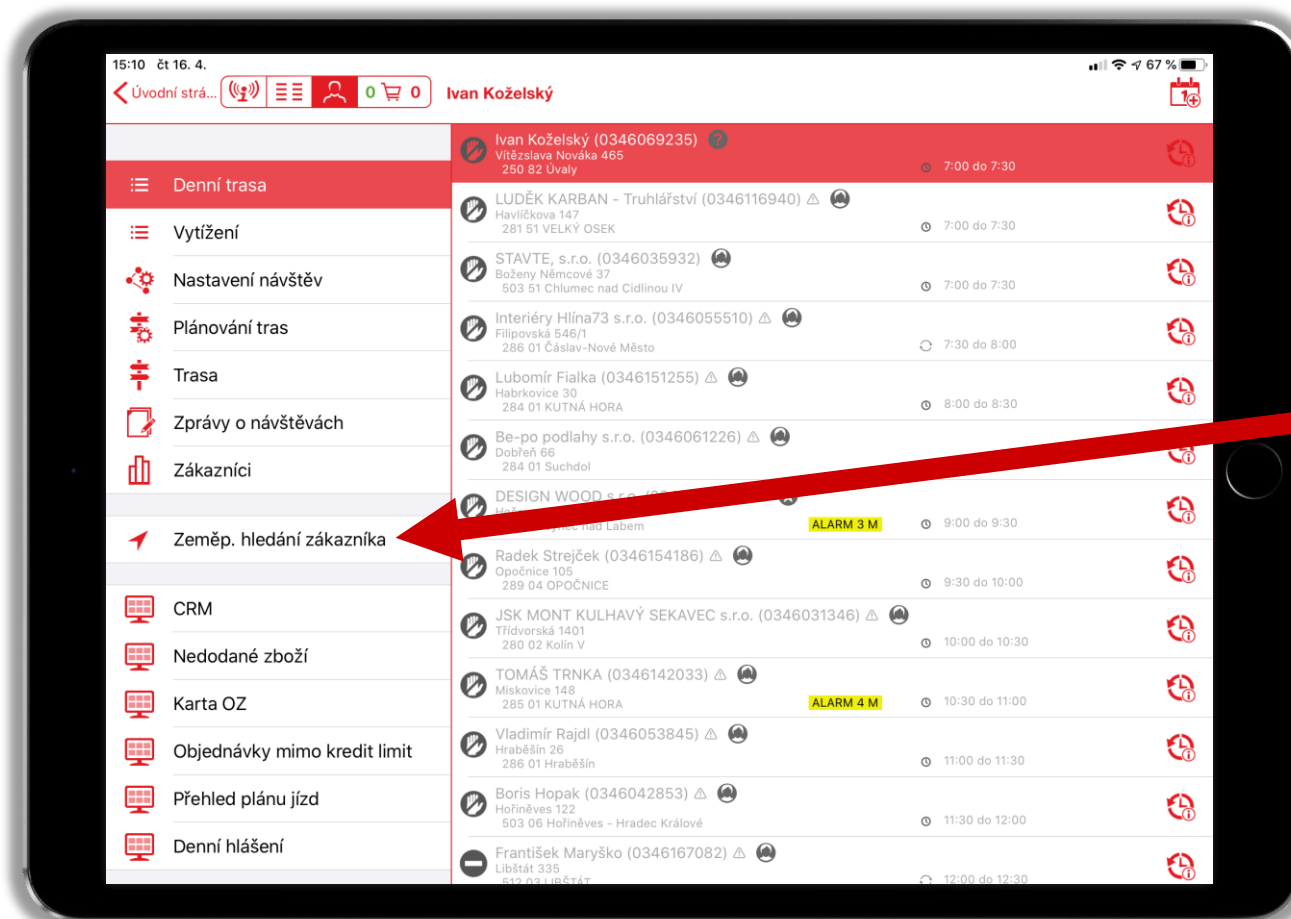 15:10 čt 16. 4.
67 %
Úvodní strá...
0
0
Ivan Koželský
1
Denní trasa
Vytížení
Nastavení návštěv
Plánování tras
Trasa
Zprávy o návštěvách
Zákazníci
Zeměp. hledání zákazníka
CRM
Nedodané zboží
Karta OZ
Objednávky mimo kredit limit
Přehled plánu jízd
Denní hlášení
Ivan Koželský (0346069235)
Vítězslava Nováka 465
250 82 Úvaly
7:00 do 7:30
LUDĚK KARBAN - Truhlářství (0346116940)
Havlíčkova 147
281 51 VELKÝ OSEK
7:00 do 7:30
STAVTE, s.r.o. (0346035932)
Boženy Němcové 37
503 51 Chlumec nad Cidlinou IV
7:00 do 7:30
Interiéry Hlína73 s.r.o. (0346055510)
Filipovská 546/1
286 01 Čáslav-Nové Město
7:30 do 8:00
Lubomír Fialka (0346151255)
Habrkovice 30
284 01 KUTNÁ HORA
8:00 do 8:30
Be-po podlahy s.r.o. (0346061226)
Dobřeň 66
284 01 Suchdol
DESIGN WOOD s.r.o.
nad Labem
ALARM 3 M
9:00 do 9:30
Radek Strejček (0346154186)
Opočnice 105
289 04 OPOČNICE
9:30 do 10:00
JSK MONT KULHAVÝ SEKAVEC s.r.o. (0346031346)
Třídvorská 1401
280 02 Kolín V
10:00 do 10:30
TOMÁŠ TRNKA (0346142033)
Miskovice 148
285 01 KUTNÁ HORA
ALARM 4 M
10:30 do 11:00
Vladimír Rajdl (0346053845)
Hraběšín 26
286 01 Hraběšín
11:00 do 11:30
Boris Hopak (0346042853)
Hořiněves 122
503 06 Hořiněves - Hradec Králové
11:30 do 12:00
František Maryško (0346167082)
Libštát 335
512 03 LIBŠTÁT
12:00 do 12:30